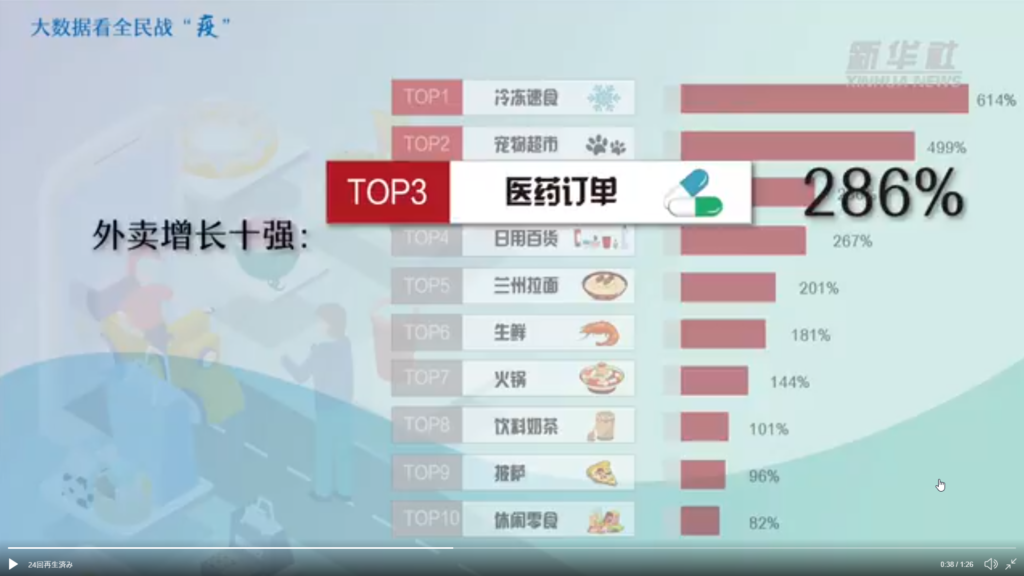 大数据看全民战“疫”
新华社
XINHUA NEWS
TOP1 冷冻速食 614%
TOP2 宠物超市 499%
TOP3 医药订单 286%
外卖增长十强：
TOP4 日用百货 267%
TOP5 兰州拉面 201%
TOP6 生鲜 181%
TOP7 火锅 144%
TOP8 饮料奶茶 101%
TOP9 披萨 96%
TOP10 休闲零食 82%
24回再生済み
0:38 / 1:26